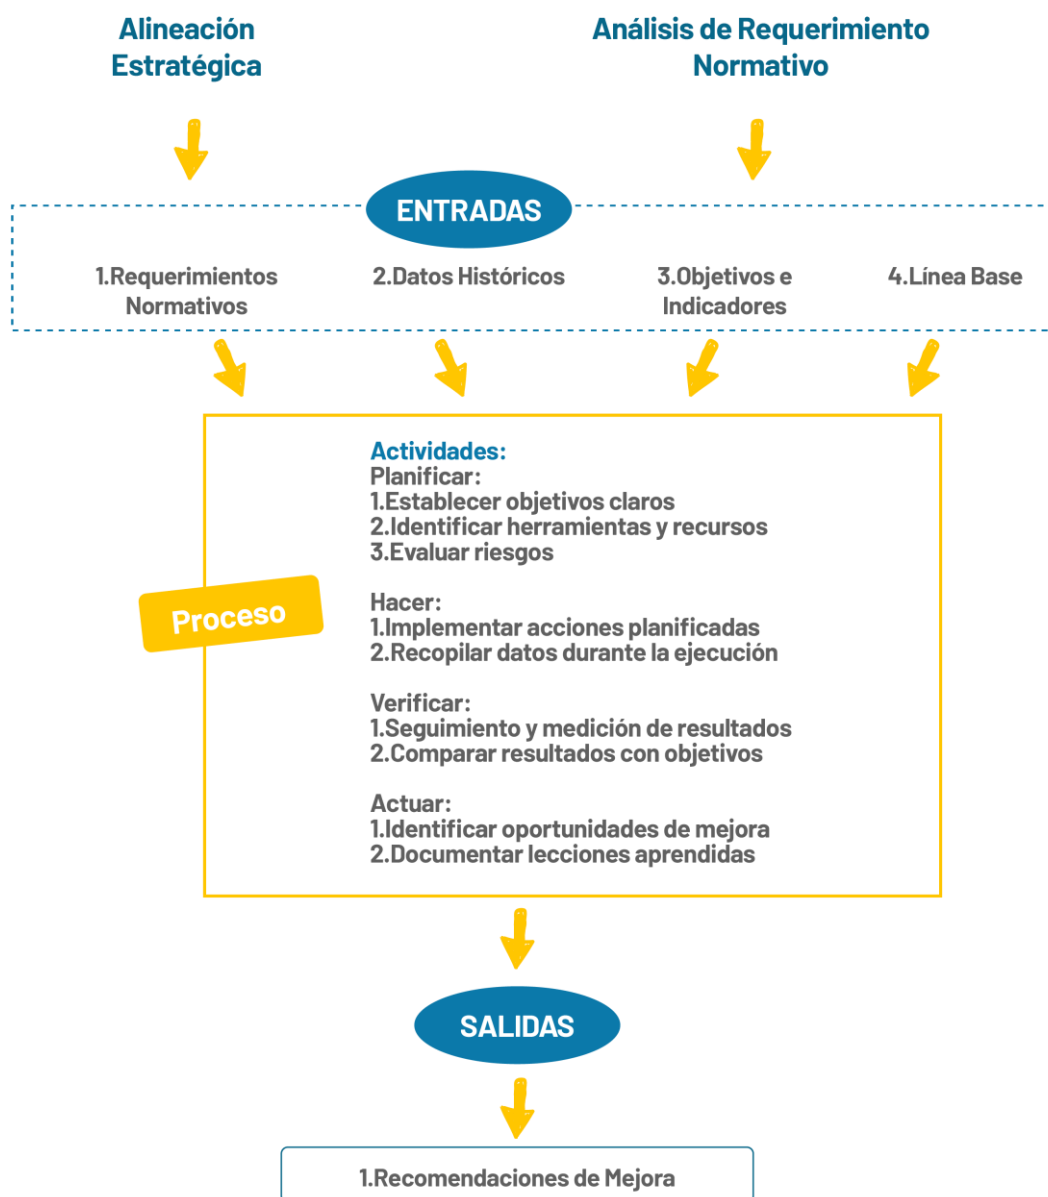 Alineación
Estratégica
Análisis de Requerimiento
Normativo
ENTRADAS
1.Requerimientos
Normativos
2.Datos Históricos
3.Objetivos e
Indicadores
4.Línea Base
Proceso
Actividades:
Planificar:
1.Establecer objetivos claros
2.Identificar herramientas y recursos
3.Evaluar riesgos
Hacer:
1.Implementar acciones planificadas
2.Recopilar datos durante la ejecución
Verificar:
1.Seguimiento y medición de resultados
2.Comparar resultados con objetivos
Actuar:
1.Identificar oportunidades de mejora
2.Documentar lecciones aprendidas
SALIDAS
1.Recomendaciones de Mejora